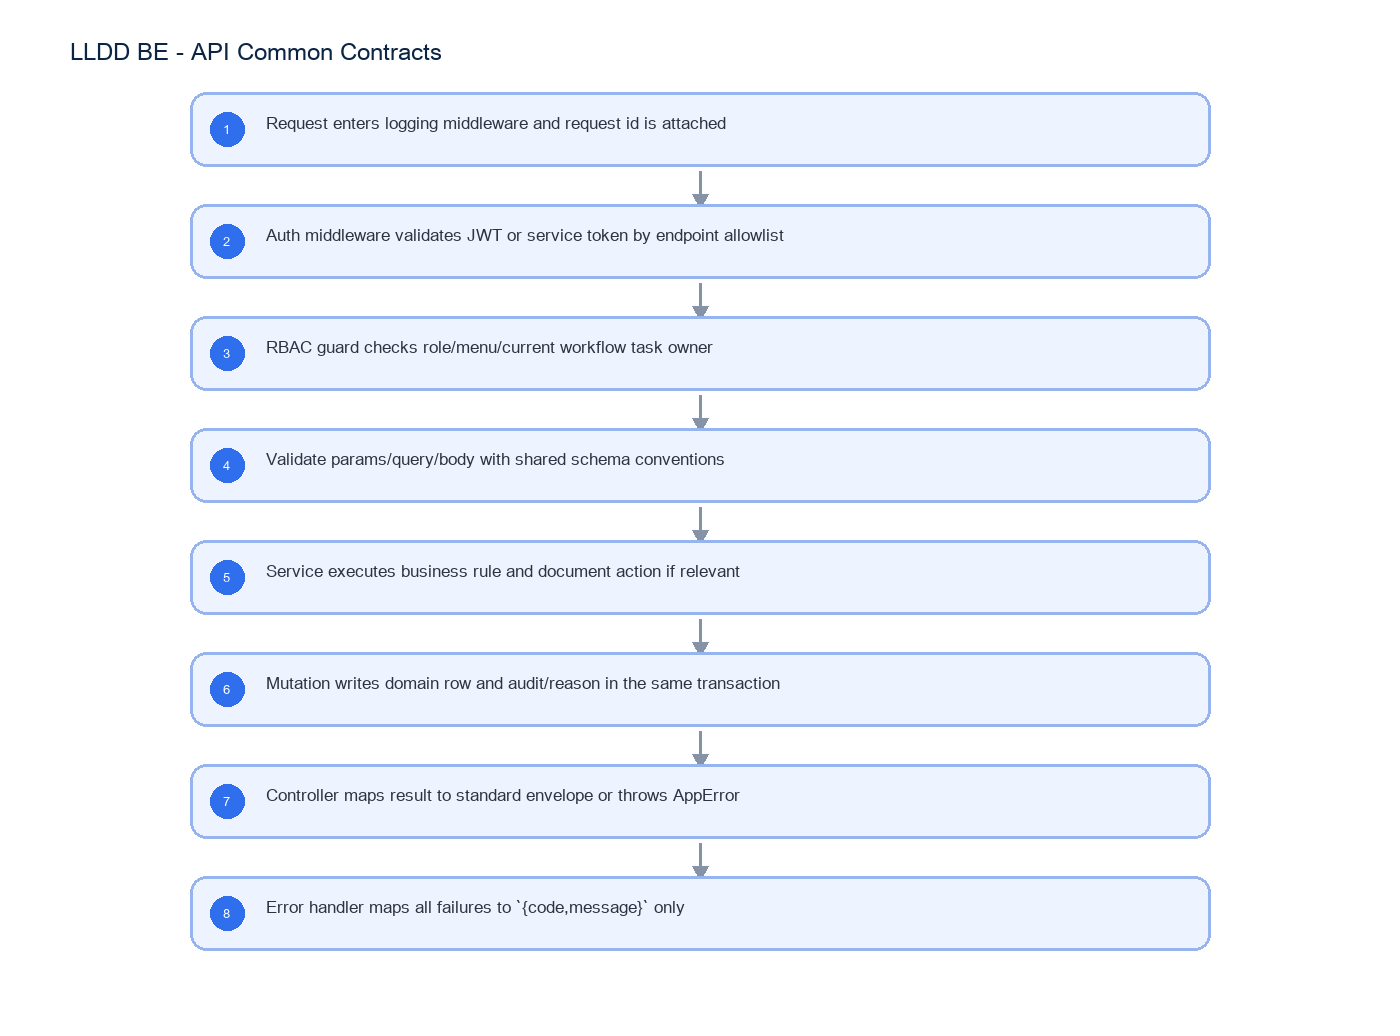 LLDD BE - API Common Contracts
1 Request enters logging middleware and request id is attached
2 Auth middleware validates JWT or service token by endpoint allowlist
3 RBAC guard checks role/menu/current workflow task owner
4 Validate params/query/body with shared schema conventions
5 Service executes business rule and document action if relevant
6 Mutation writes domain row and audit/reason in the same transaction
7 Controller maps result to standard envelope or throws AppError
8 Error handler maps all failures to `{code,message}` only